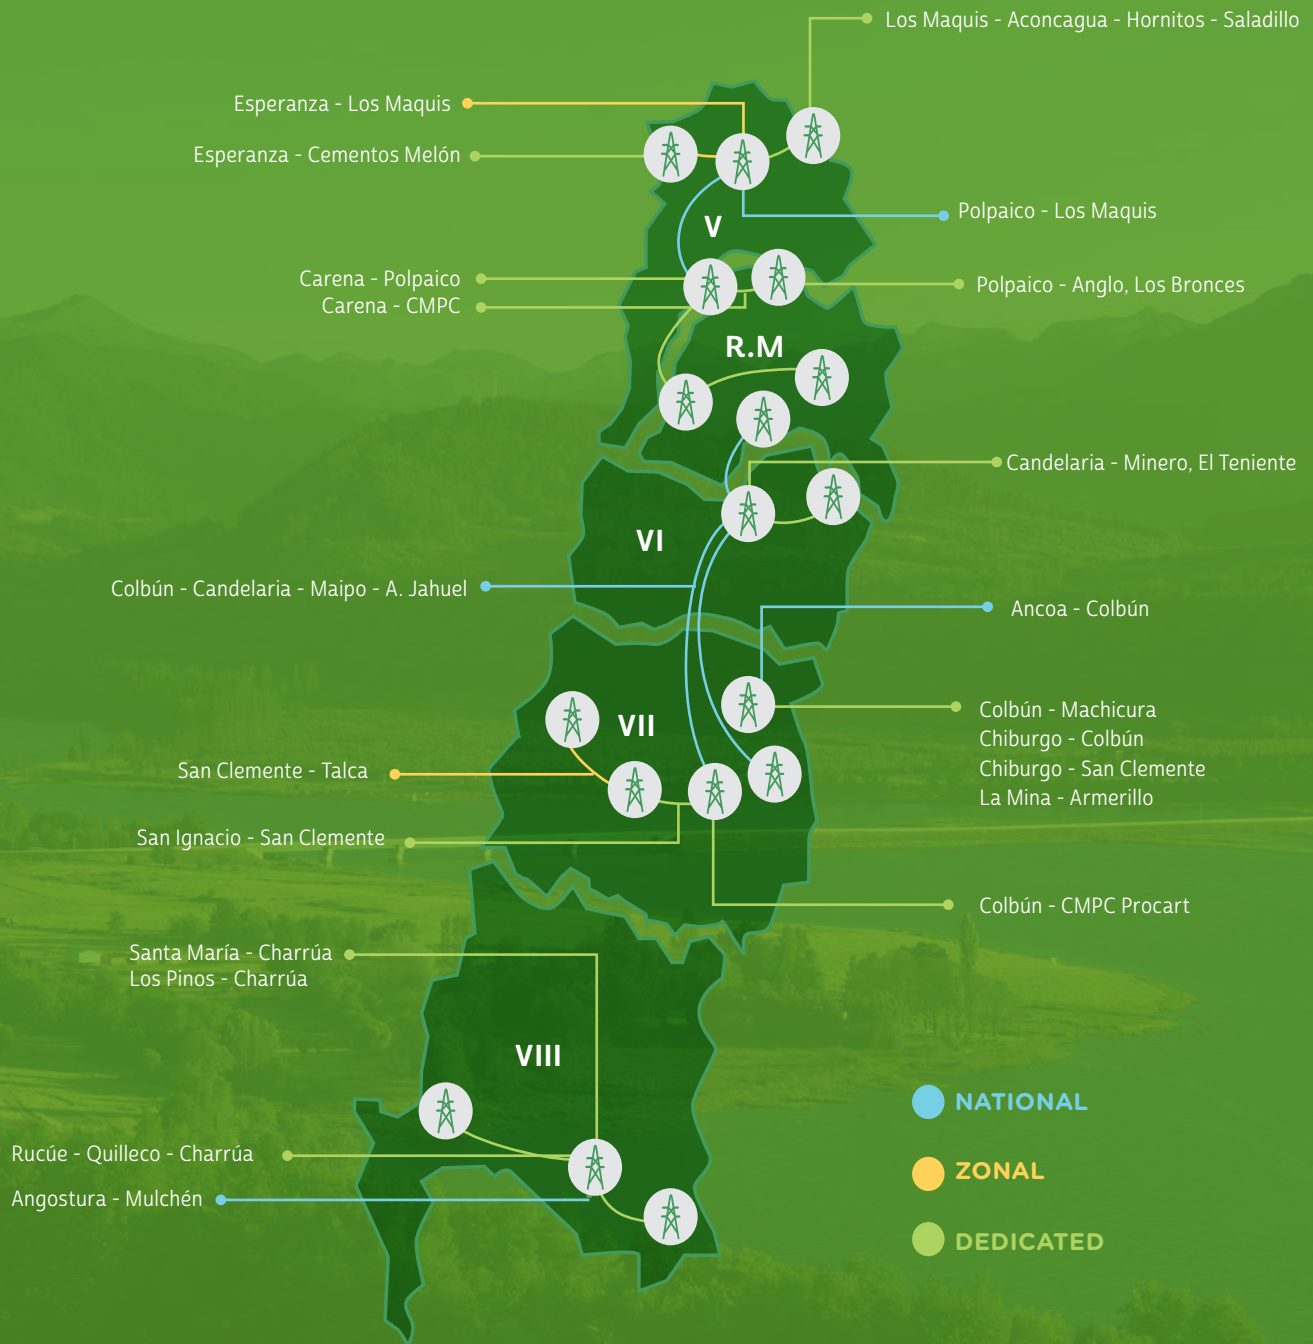 Los Maquis - Aconcagua - Hornitos - Saladillo
Esperanza - Los Maquis
Esperanza - Cementos Melón
Polpaico - Los Maquis
V
Carena - Polpaico
Carena - CMPC
Polpaico - Anglo, Los Bronces
R.M
Candelaria - Minero, El Teniente
VI
Colbún - Candelaria - Maipo - A. Jahuel
Ancoa - Colbún
Colbún - Machicura
Chiburgo - Colbún
Chiburgo - San Clemente
La Mina - Armerillo
VII
San Clemente - Talca
San Ignacio - San Clemente
Colbún - CMPC Procart
Santa María - Charrúa
Los Pinos - Charrúa
VIII
Rucúe - Quilleco - Charrúa
Angostura - Mulchén
NATIONAL
ZONAL
DEDICATED